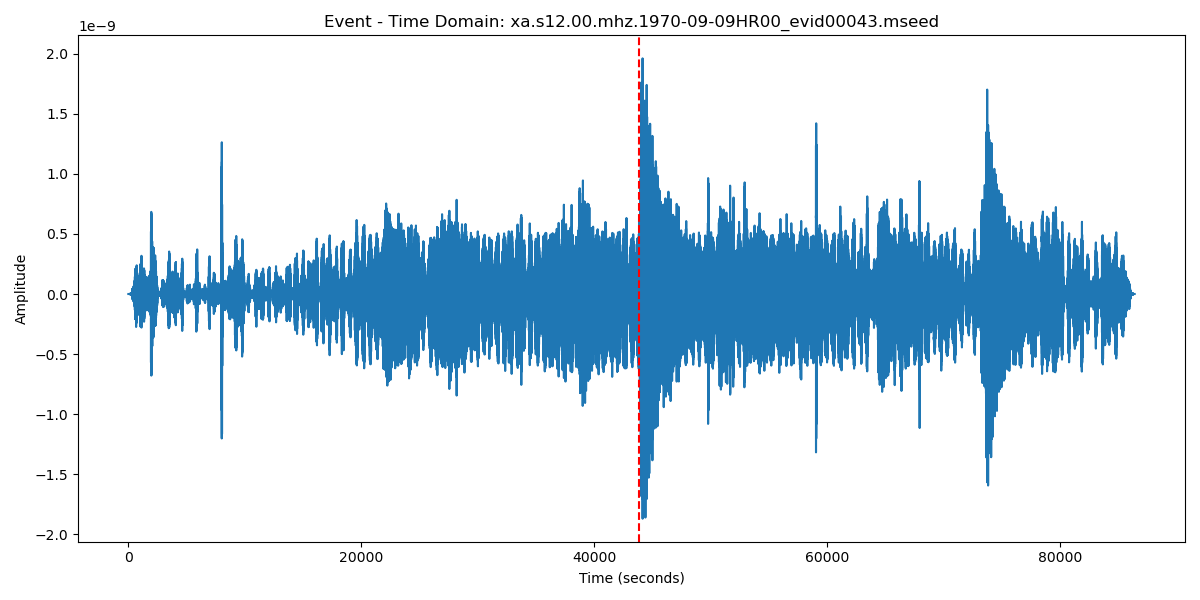 Event - Time Domain: xa.s12.00.mhz.1970-09-09HR00_evid00043.mseed
1e−9
2.0
1.5
1.0
0.5
0.0
−0.5
−1.0
−1.5
−2.0
Amplitude
0 20000 40000 60000 80000
Time (seconds)